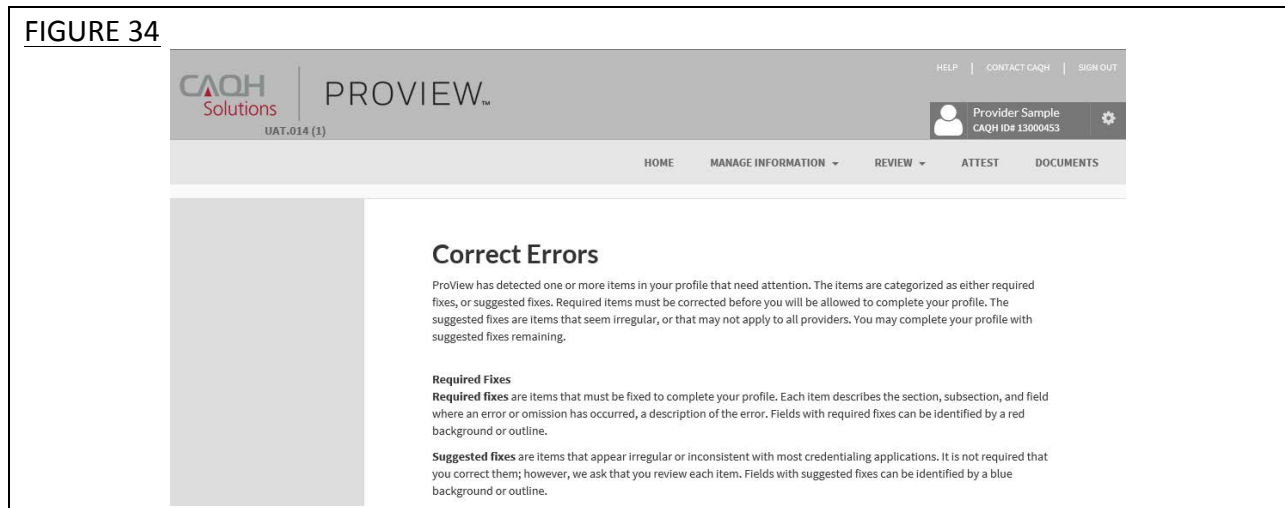 FIGURE 34
CAQH
Solutions
PROVIEW™
UAT.014 (1)
HELP | CONTACT CAQH | SIGN OUT
Provider Sample
CAQH ID# 13000453
HOME MANAGE INFORMATION REVIEW ATTEST DOCUMENTS
Correct Errors
ProView has detected one or more items in your profile that need attention. The items are categorized as either required
fixes, or suggested fixes. Required items must be corrected before you will be allowed to complete your profile. The
suggested fixes are items that seem irregular, or that may not apply to all providers. You may complete your profile with
suggested fixes remaining.
Required Fixes
Required fixes are items that must be fixed to complete your profile. Each item describes the section, subsection, and field
where an error or omission has occurred, a description of the error. Fields with required fixes can be identified by a red
background or outline.
Suggested fixes are items that appear irregular or inconsistent with most credentialing applications. It is not required that
you correct them; however, we ask that you review each item. Fields with suggested fixes can be identified by a blue
background or outline.